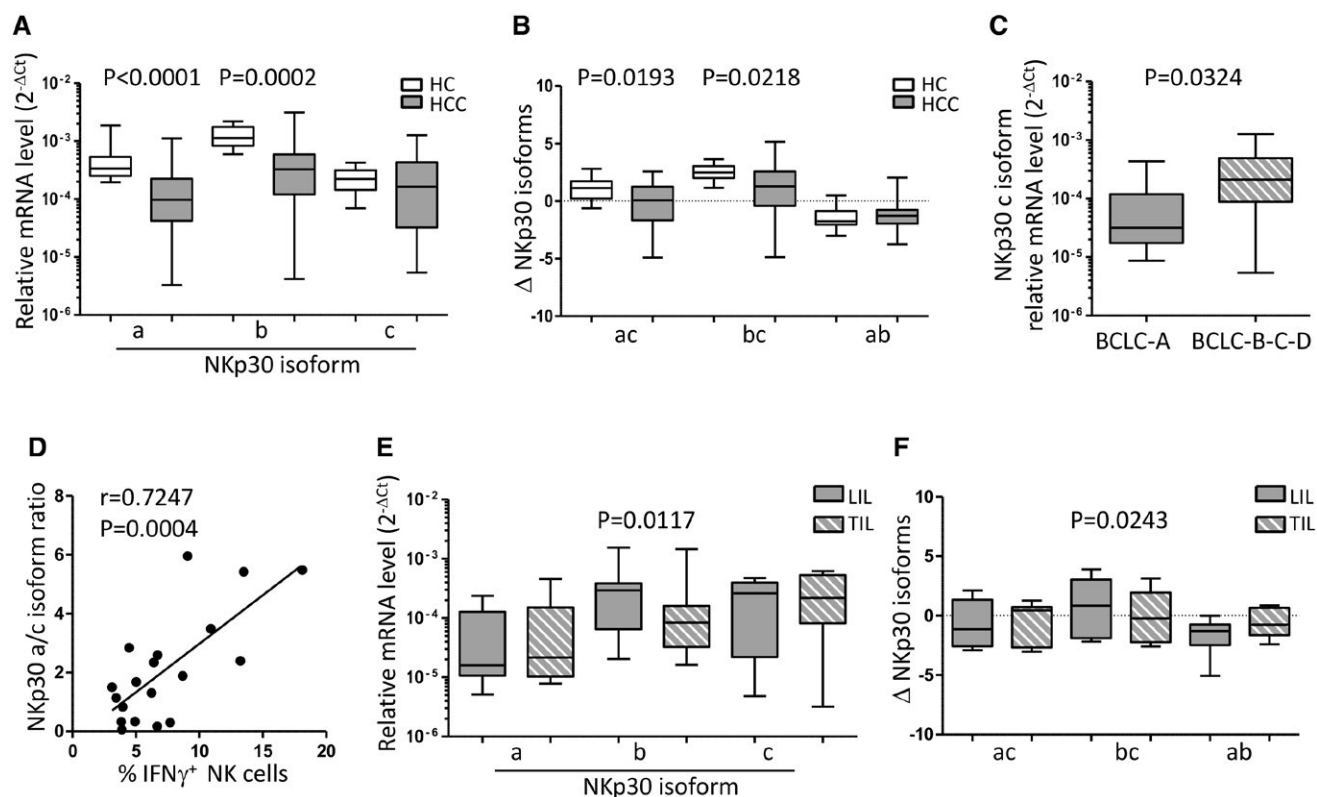 A
P<0.0001 P=0.0002
HC
HCC
Relative mRNA level (2^-ΔCt)
10^-2
10^-3
10^-4
10^-5
10^-6
a b c
NKp30 isoform
B
P=0.0193 P=0.0218
HC
HCC
Δ NKp30 isoforms
10
5
0
-5
-10
ac bc ab
C
P=0.0324
NKp30 c isoform
relative mRNA level (2^-ΔCt)
10^-2
10^-3
10^-4
10^-5
10^-6
BCLC-A BCLC-B-C-D
D
r=0.7247
P=0.0004
NKp30 a/c isoform ratio
8
6
4
2
0
0 5 10 15 20
% IFNγ+ NK cells
E
P=0.0117
LIL
TIL
Relative mRNA level (2^-ΔCt)
10^-2
10^-3
10^-4
10^-5
10^-6
a b c
NKp30 isoform
F
P=0.0243
LIL
TIL
Δ NKp30 isoforms
10
5
0
-5
-10
ac bc ab